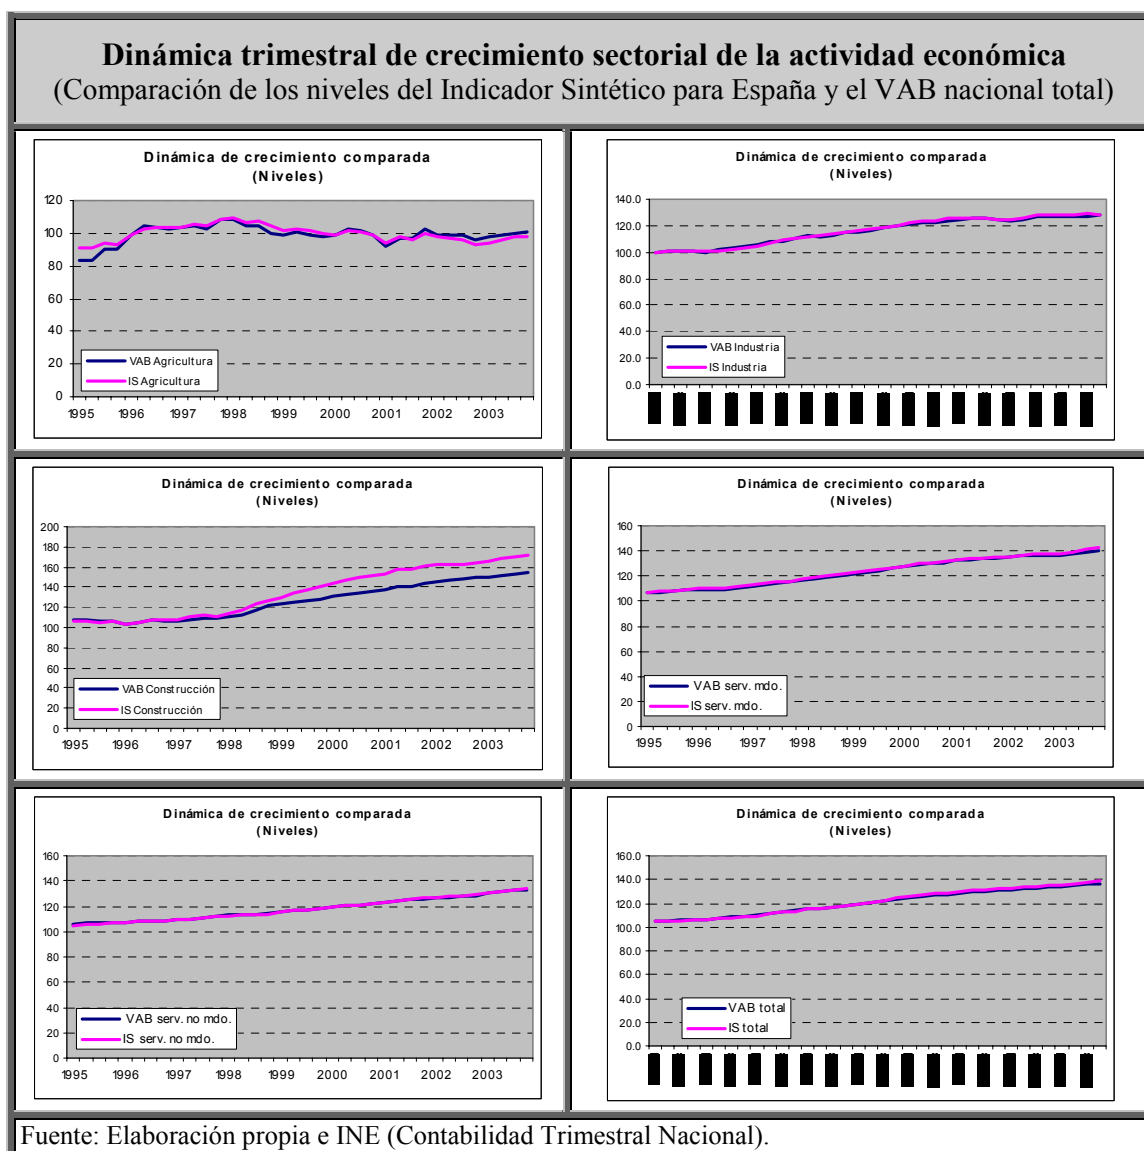 Dinámica trimestral de crecimiento sectorial de la actividad económica
(Comparación de los niveles del Indicador Sintético para España y el VAB nacional total)
Dinámica de crecimiento comparada
(Niveles)
120
100
80
60
40
20
0
VAB Agricultura
IS Agricultura
1995 1996 1997 1998 1999 2000 2001 2002 2003
Dinámica de crecimiento comparada
(Niveles)
140.0
120.0
100.0
80.0
60.0
40.0
20.0
0.0
VAB Industria
IS Industria
Dinámica de crecimiento comparada
(Niveles)
200
180
160
140
120
100
80
60
40
20
0
VAB Construcción
IS Construcción
1995 1996 1997 1998 1999 2000 2001 2002 2003
Dinámica de crecimiento comparada
(Niveles)
160
140
120
100
80
60
40
20
0
VAB serv. mdo.
IS serv. mdo.
1995 1996 1997 1998 1999 2000 2001 2002 2003
Dinámica de crecimiento comparada
(Niveles)
160
140
120
100
80
60
40
20
0
VAB serv. no mdo.
IS serv. no mdo.
1995 1996 1997 1998 1999 2000 2001 2002 2003
Dinámica de crecimiento comparada
(Niveles)
160.0
140.0
120.0
100.0
80.0
60.0
40.0
20.0
0.0
VAB total
IS total
Fuente: Elaboración propia e INE (Contabilidad Trimestral Nacional).